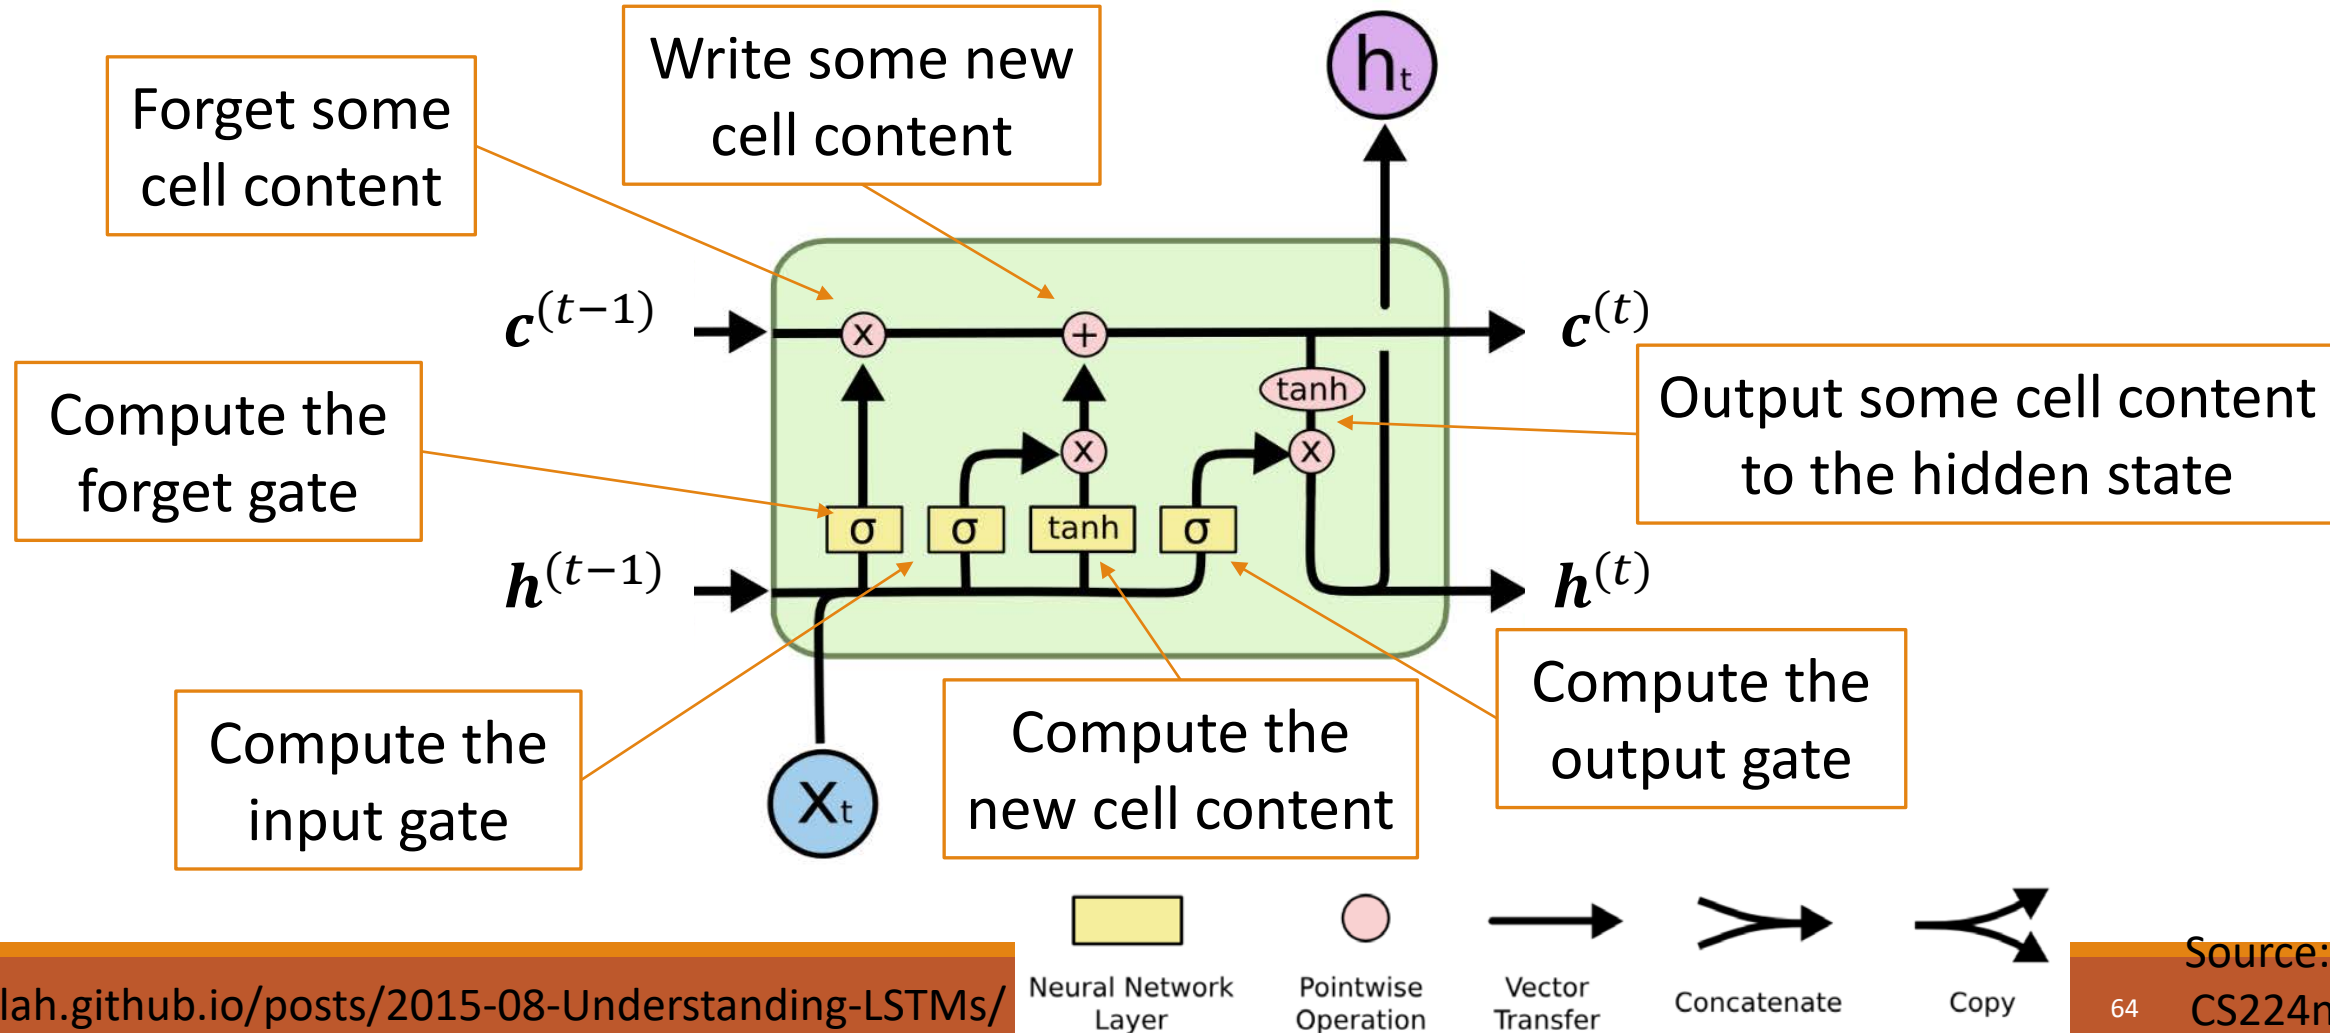 Forget some
cell content
Write some new
cell content
hₜ
c⁽ᵗ⁻¹⁾
x
+
c⁽ᵗ⁾
tanh
Compute the
forget gate
Output some cell content
to the hidden state
x
x
σ
σ
tanh
σ
h⁽ᵗ⁻¹⁾
h⁽ᵗ⁾
Compute the
input gate
Xₜ
Compute the
new cell content
Compute the
output gate
Neural Network
Layer
Pointwise
Operation
Vector
Transfer
Concatenate
Copy
lah.github.io/posts/2015-08-Understanding-LSTMs/
64
Source:
CS224n